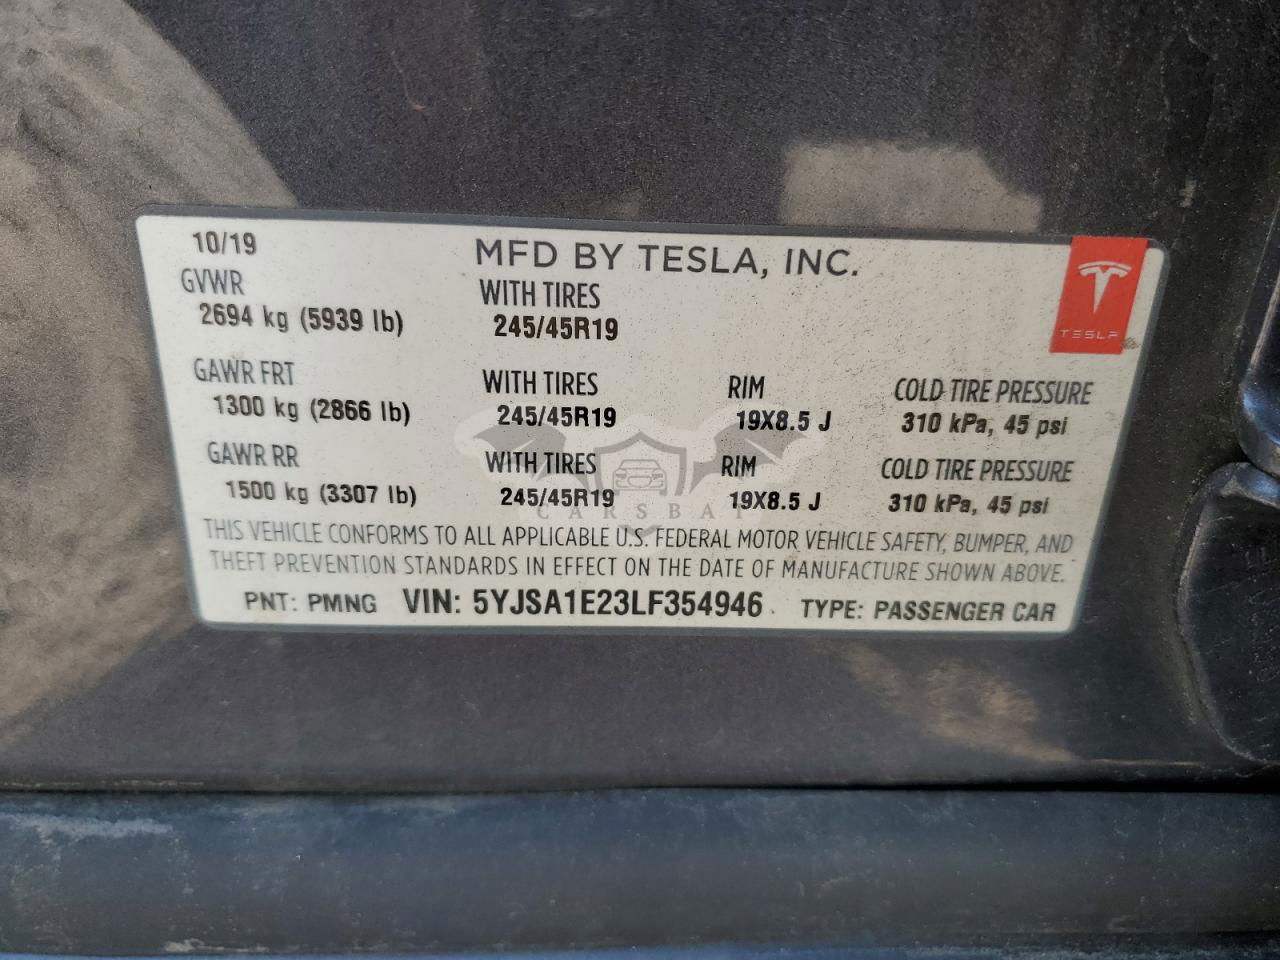 10/19 MFD BY TESLA, INC.
GVWR WITH TIRES
2694 kg (5939 lb) 245/45R19
TESLA
GAWR FRT WITH TIRES RIM COLD TIRE PRESSURE
1300 kg (2866 lb) 245/45R19 19X8.5 J 310 kPa, 45 psi
GAWR RR WITH TIRES RIM COLD TIRE PRESSURE
1500 kg (3307 lb) 245/45R19 19X8.5 J 310 kPa, 45 psi
CARSBAT
THIS VEHICLE CONFORMS TO ALL APPLICABLE U.S. FEDERAL MOTOR VEHICLE SAFETY, BUMPER, AND
THEFT PREVENTION STANDARDS IN EFFECT ON THE DATE OF MANUFACTURE SHOWN ABOVE.
PNT: PMNG VIN: 5YJSA1E23LF354946 TYPE: PASSENGER CAR